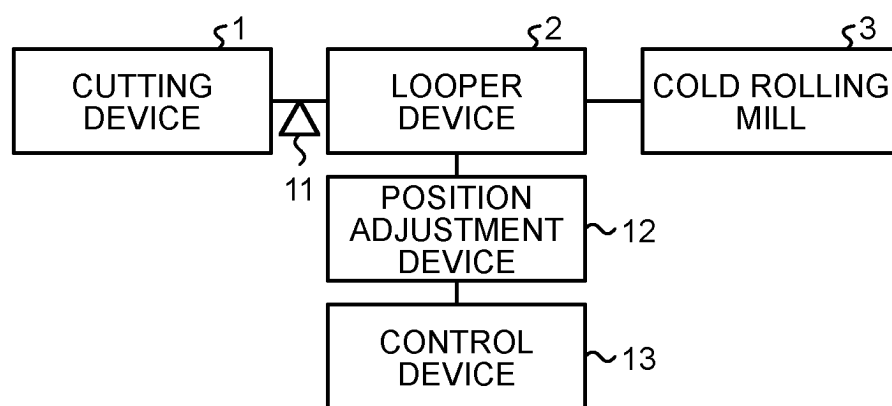 1
2
3
CUTTING
DEVICE
LOOPER
DEVICE
COLD ROLLING
MILL
11
POSITION
ADJUSTMENT
DEVICE
12
CONTROL
DEVICE
13